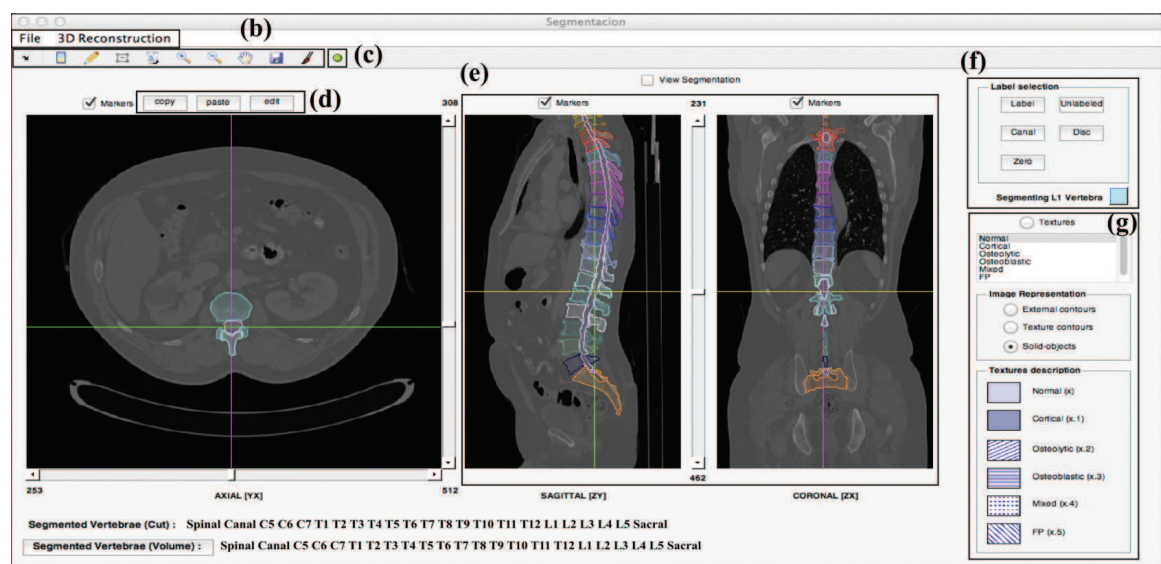 Segmentacion
(b)
File 3D Reconstruction
(c)
(e)
(f)
View Segmentation
Markers copy paste edit (d) 308
Markers 231 Markers
Label selection
Label Unlabeled
Canal Disc
Zero
Segmenting L1 Vertebra
(g)
Textures
Normal
Cortical
Osteolytic
Osteoblastic
Mixed
FP
Image Representation
External contours
Texture contours
Solid-objects
Textures description
Normal (x)
Cortical (x.1)
Osteolytic (x.2)
Osteoblastic (x.3)
Mixed (x.4)
FP (x.5)
253 AXIAL [YX] 512
SAGITTAL [ZY] 462 CORONAL [ZX]
Segmented Vertebrae (Cut) : Spinal Canal C5 C6 C7 T1 T2 T3 T4 T5 T6 T7 T8 T9 T10 T11 T12 L1 L2 L3 L4 L5 Sacral
Segmented Vertebrae (Volume) : Spinal Canal C5 C6 C7 T1 T2 T3 T4 T5 T6 T7 T8 T9 T10 T11 T12 L1 L2 L3 L4 L5 Sacral